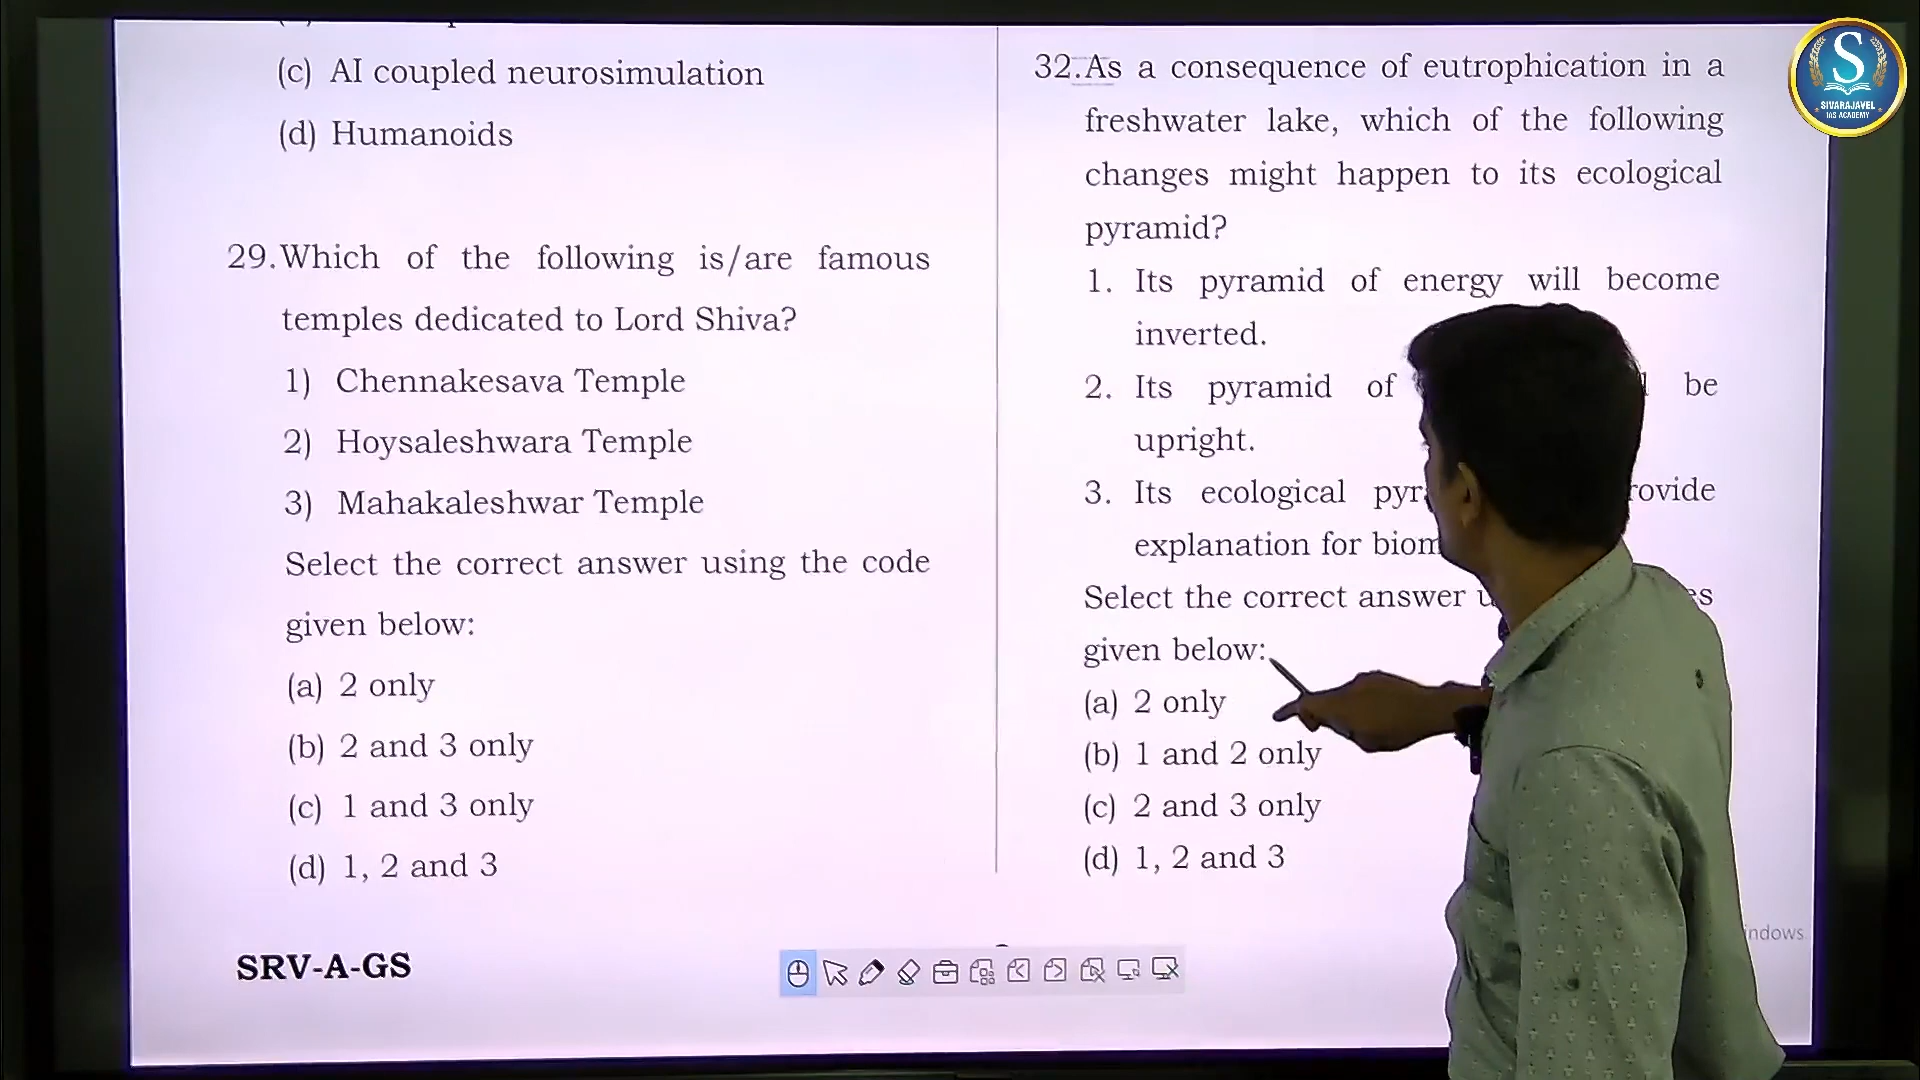 (c) AI coupled neurosimulation
(d) Humanoids
29. Which of the following is/are famous
temples dedicated to Lord Shiva?
1) Chennakesava Temple
2) Hoysaleshwara Temple
3) Mahakaleshwar Temple
Select the correct answer using the code
given below:
(a) 2 only
(b) 2 and 3 only
(c) 1 and 3 only
(d) 1, 2 and 3
SRV-A-GS
32. As a consequence of eutrophication in a
freshwater lake, which of the following
changes might happen to its ecological
pyramid?
1. Its pyramid of energy will become
inverted.
2. Its pyramid of be
upright.
3. Its ecological
explanation for
Select the correct answer
given below:
(a) 2 only
(b) 1 and 2 only
(c) 2 and 3 only
(d) 1, 2 and 3
S
SIVARAJAVEL
IAS ACADEMY